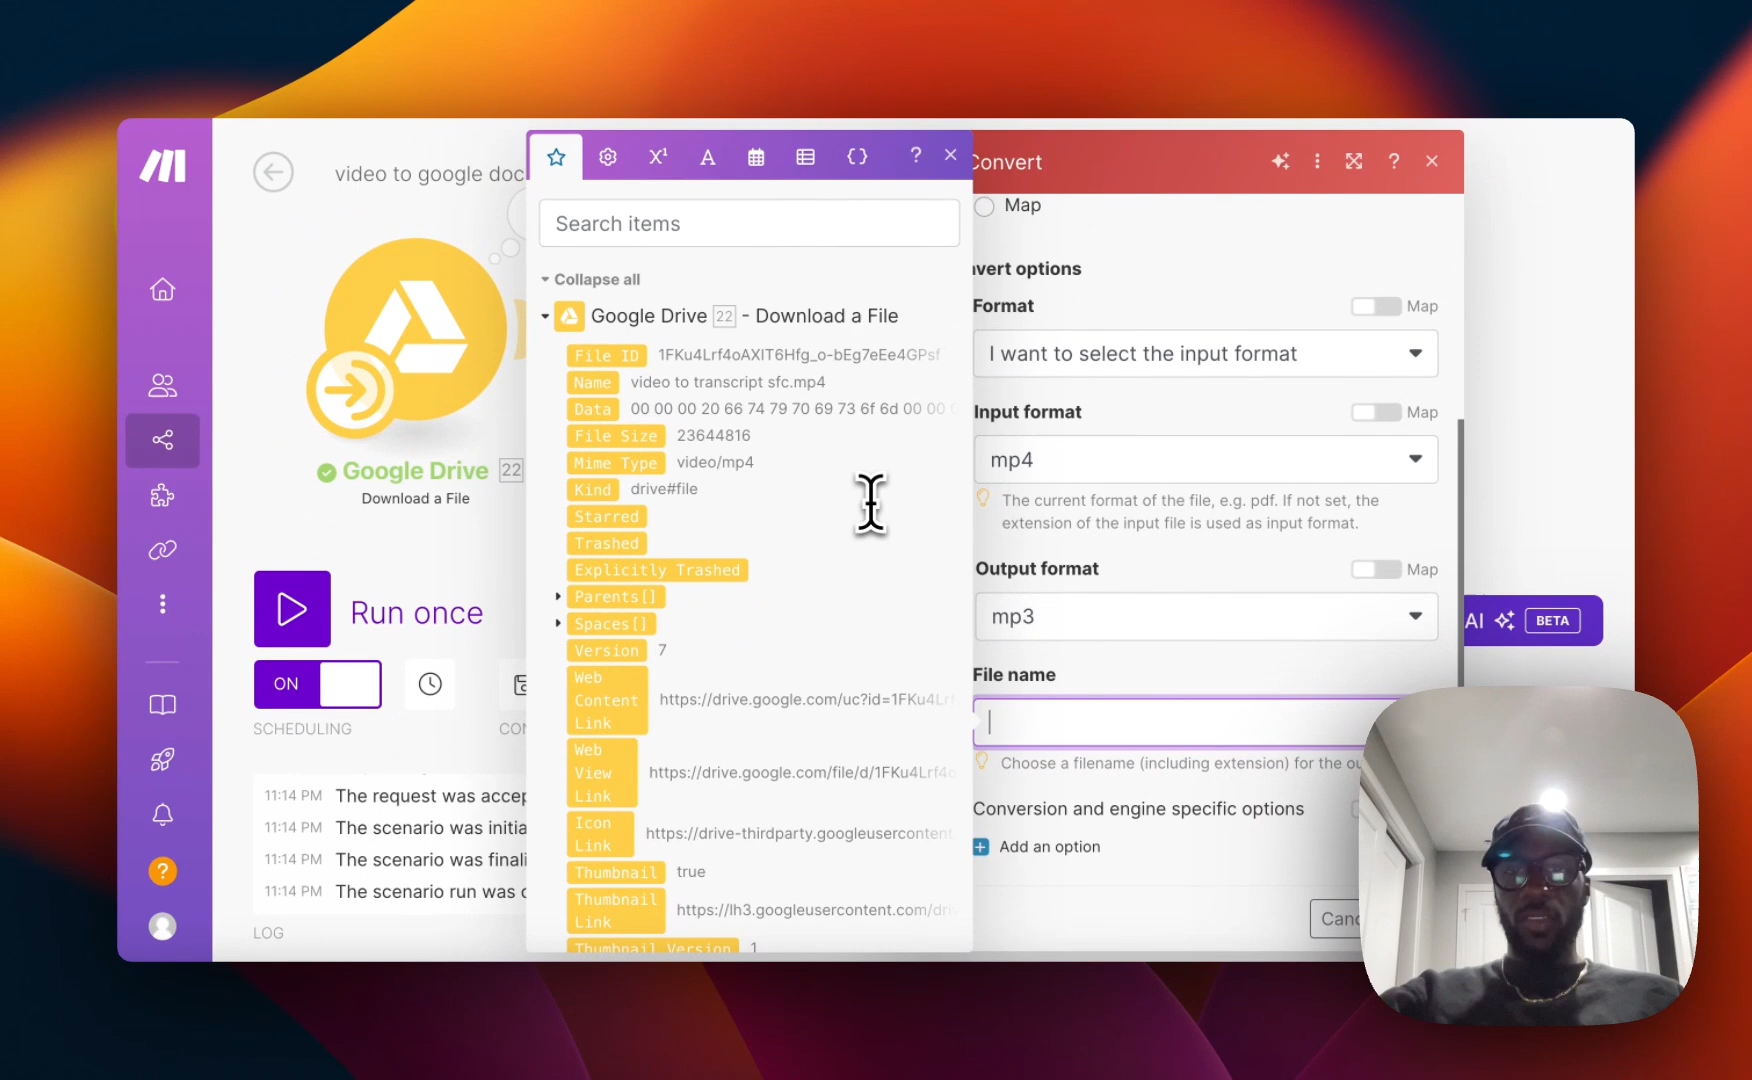 video to google doc
Google Drive 22
Download a File
Run once
ON
SCHEDULING
11:14 PM The request was accep
11:14 PM The scenario was initia
11:14 PM The scenario was finali
11:14 PM The scenario run was c
LOG
? 
Search items
Collapse all
Google Drive 22 - Download a File
File ID 1FKu4Lrf4oAXIT6Hfg_o-bEg7eEe4GPsf
Name video to transcript sfc.mp4
Data 00 00 00 20 66 74 79 70 69 73 6f 6d 00 00 0
File Size 23644816
Mime Type video/mp4
Kind drive#file
Starred
Trashed
Explicitly Trashed
Parents[]
Spaces[]
Version 7
Web
Content https://drive.google.com/uc?id=1FKu4Lrf
Link
Web
View https://drive.google.com/file/d/1FKu4Lrf4o
Link
Icon
Link https://drive-thirdparty.googleusercontent.
Thumbnail true
Thumbnail
Link https://lh3.googleusercontent.com/driv
Thumbnail Version 1
Convert
Map
vert options
Format Map
I want to select the input format
Input format Map
mp4
The current format of the file, e.g. pdf. If not set, the
extension of the input file is used as input format.
Output format Map
mp3
File name
Choose a filename (including extension) for the ou
Conversion and engine specific options
Add an option
Canc
AI BETA